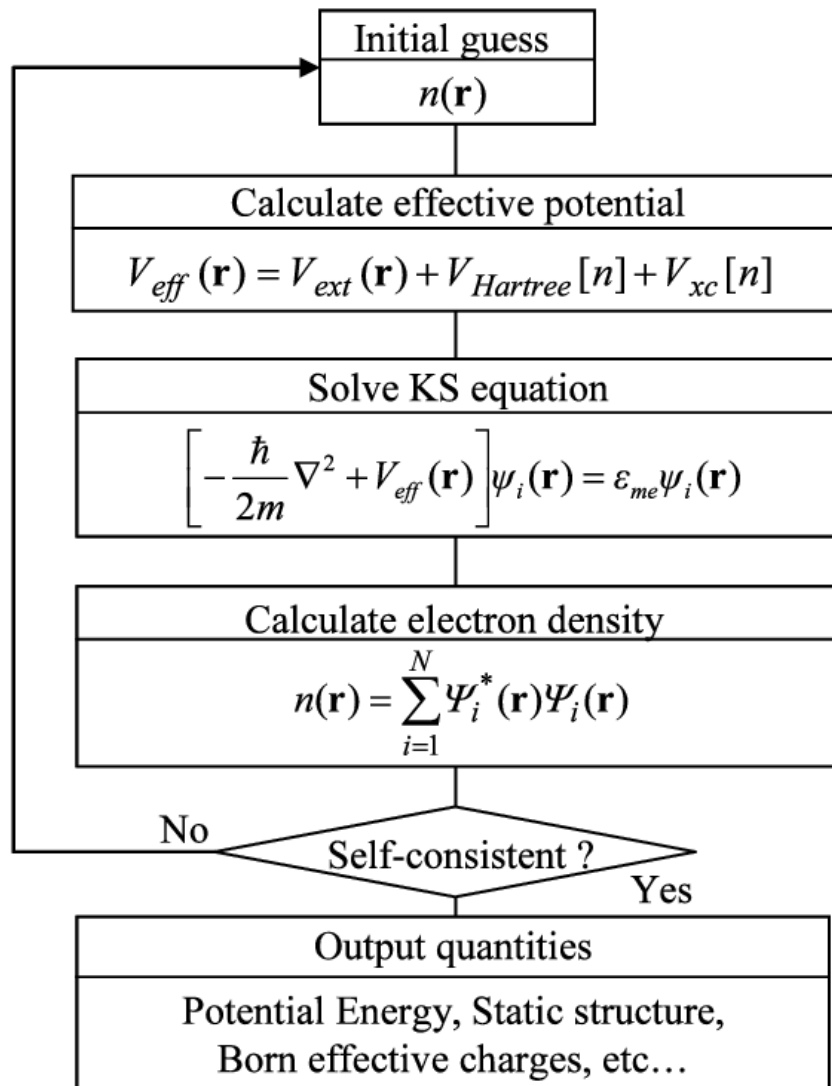 Initial guess
n(r)
Calculate effective potential
V_eff (r) = V_ext (r) + V_Hartree [n] + V_xc [n]
Solve KS equation
[ - ħ/2m ∇² + V_eff (r) ] ψ_i (r) = ε_me ψ_i (r)
Calculate electron density
n(r) = ∑_{i=1}^{N} Ψ_i^* (r) Ψ_i (r)
No
Self-consistent ?
Yes
Output quantities
Potential Energy, Static structure,
Born effective charges, etc…